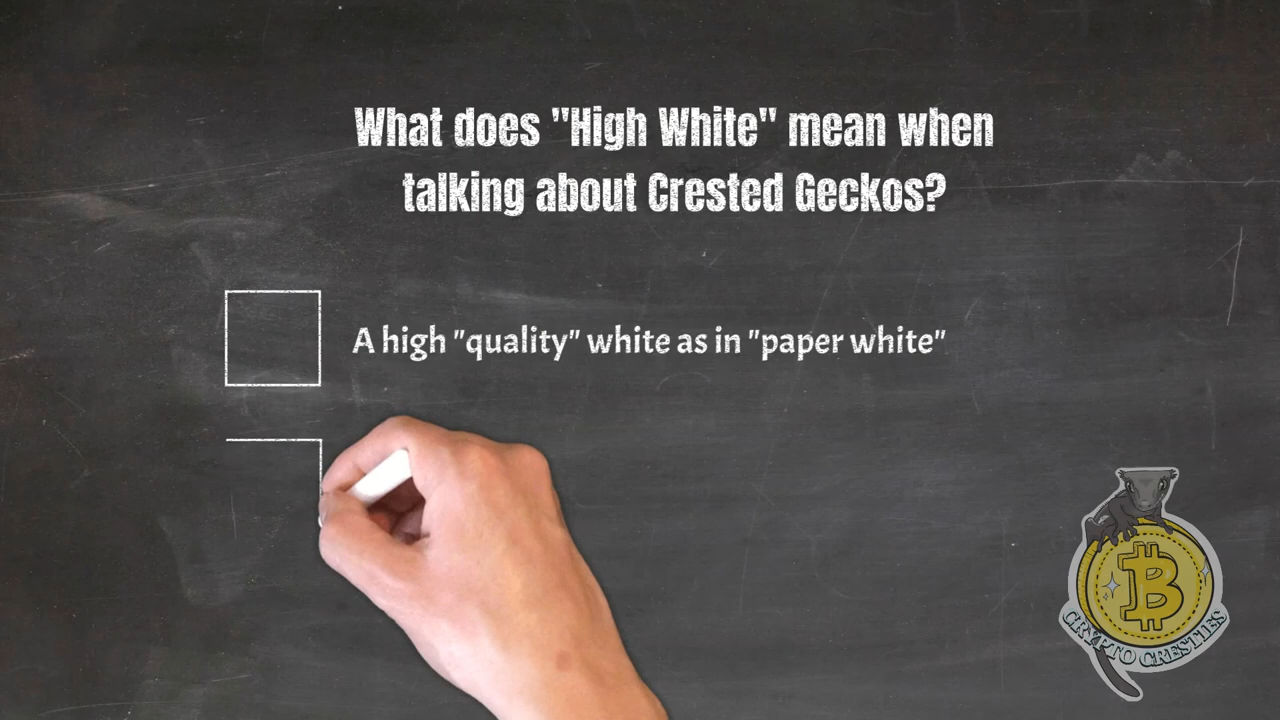 What does "High White" mean when
talking about Crested Geckos?
A high "quality" white as in "paper white"
CRYPTO CRESTIES